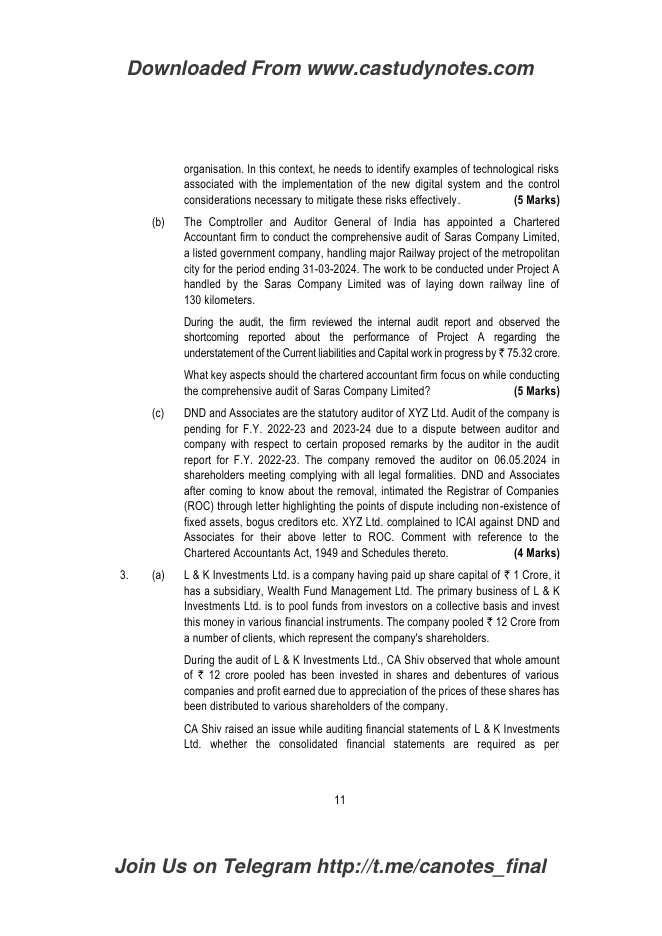 Downloaded From www.castudynotes.com
organisation. In this context, he needs to identify examples of technological risks
associated with the implementation of the new digital system and the control
considerations necessary to mitigate these risks effectively. (5 Marks)
(b) The Comptroller and Auditor General of India has appointed a Chartered
Accountant firm to conduct the comprehensive audit of Saras Company Limited,
a listed government company, handling major Railway project of the metropolitan
city for the period ending 31-03-2024. The work to be conducted under Project A
handled by the Saras Company Limited was of laying down railway line of
130 kilometers.
During the audit, the firm reviewed the internal audit report and observed the
shortcoming reported about the performance of Project A regarding the
understatement of the Current liabilities and Capital work in progress by ₹ 75.32 crore.
What key aspects should the chartered accountant firm focus on while conducting
the comprehensive audit of Saras Company Limited? (5 Marks)
(c) DND and Associates are the statutory auditor of XYZ Ltd. Audit of the company is
pending for F.Y. 2022-23 and 2023-24 due to a dispute between auditor and
company with respect to certain proposed remarks by the auditor in the audit
report for F.Y. 2022-23. The company removed the auditor on 06.05.2024 in
shareholders meeting complying with all legal formalities. DND and Associates
after coming to know about the removal, intimated the Registrar of Companies
(ROC) through letter highlighting the points of dispute including non-existence of
fixed assets, bogus creditors etc. XYZ Ltd. complained to ICAI against DND and
Associates for their above letter to ROC. Comment with reference to the
Chartered Accountants Act, 1949 and Schedules thereto. (4 Marks)
3. (a) L & K Investments Ltd. is a company having paid up share capital of ₹ 1 Crore, it
has a subsidiary, Wealth Fund Management Ltd. The primary business of L & K
Investments Ltd. is to pool funds from investors on a collective basis and invest
this money in various financial instruments. The company pooled ₹ 12 Crore from
a number of clients, which represent the company's shareholders.
During the audit of L & K Investments Ltd., CA Shiv observed that whole amount
of ₹ 12 crore pooled has been invested in shares and debentures of various
companies and profit earned due to appreciation of the prices of these shares has
been distributed to various shareholders of the company.
CA Shiv raised an issue while auditing financial statements of L & K Investments
Ltd. whether the consolidated financial statements are required as per
11
Join Us on Telegram http://t.me/canotes_final